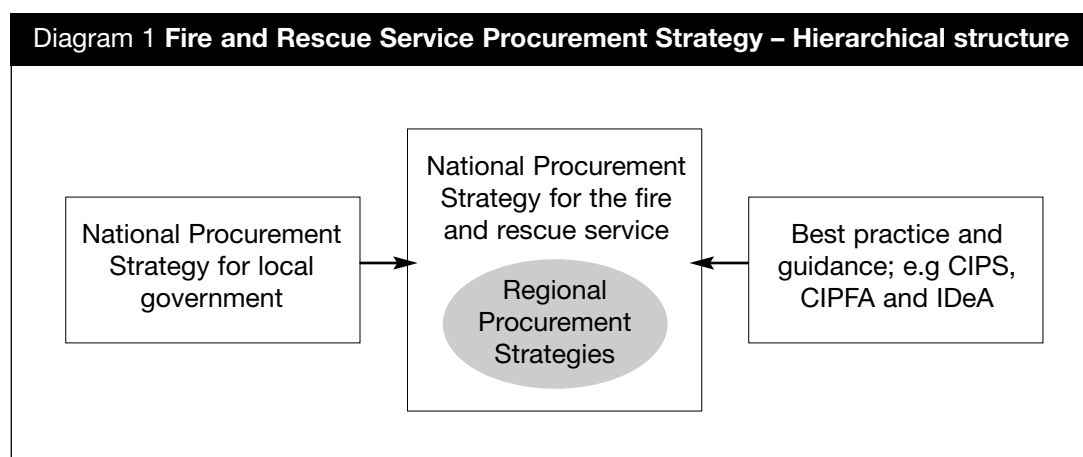 Diagram 1 Fire and Rescue Service Procurement Strategy – Hierarchical structure
National Procurement
Strategy for local
government
National Procurement
Strategy for the fire
and rescue service
Regional
Procurement
Strategies
Best practice and
guidance; e.g CIPS,
CIPFA and IDeA